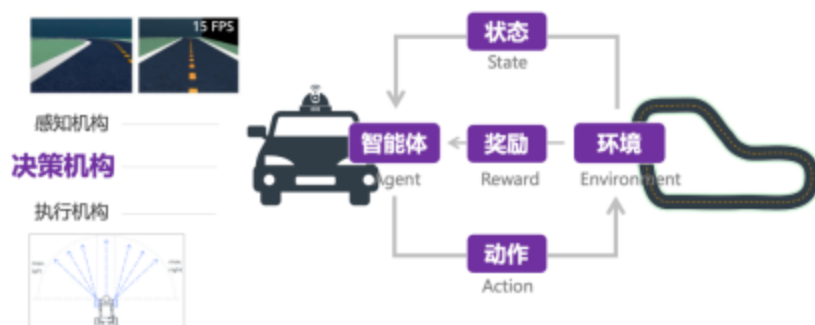 15 FPS
感知机构
决策机构
执行机构
状态
State
智能体
Agent
奖励
Reward
环境
Environment
动作
Action